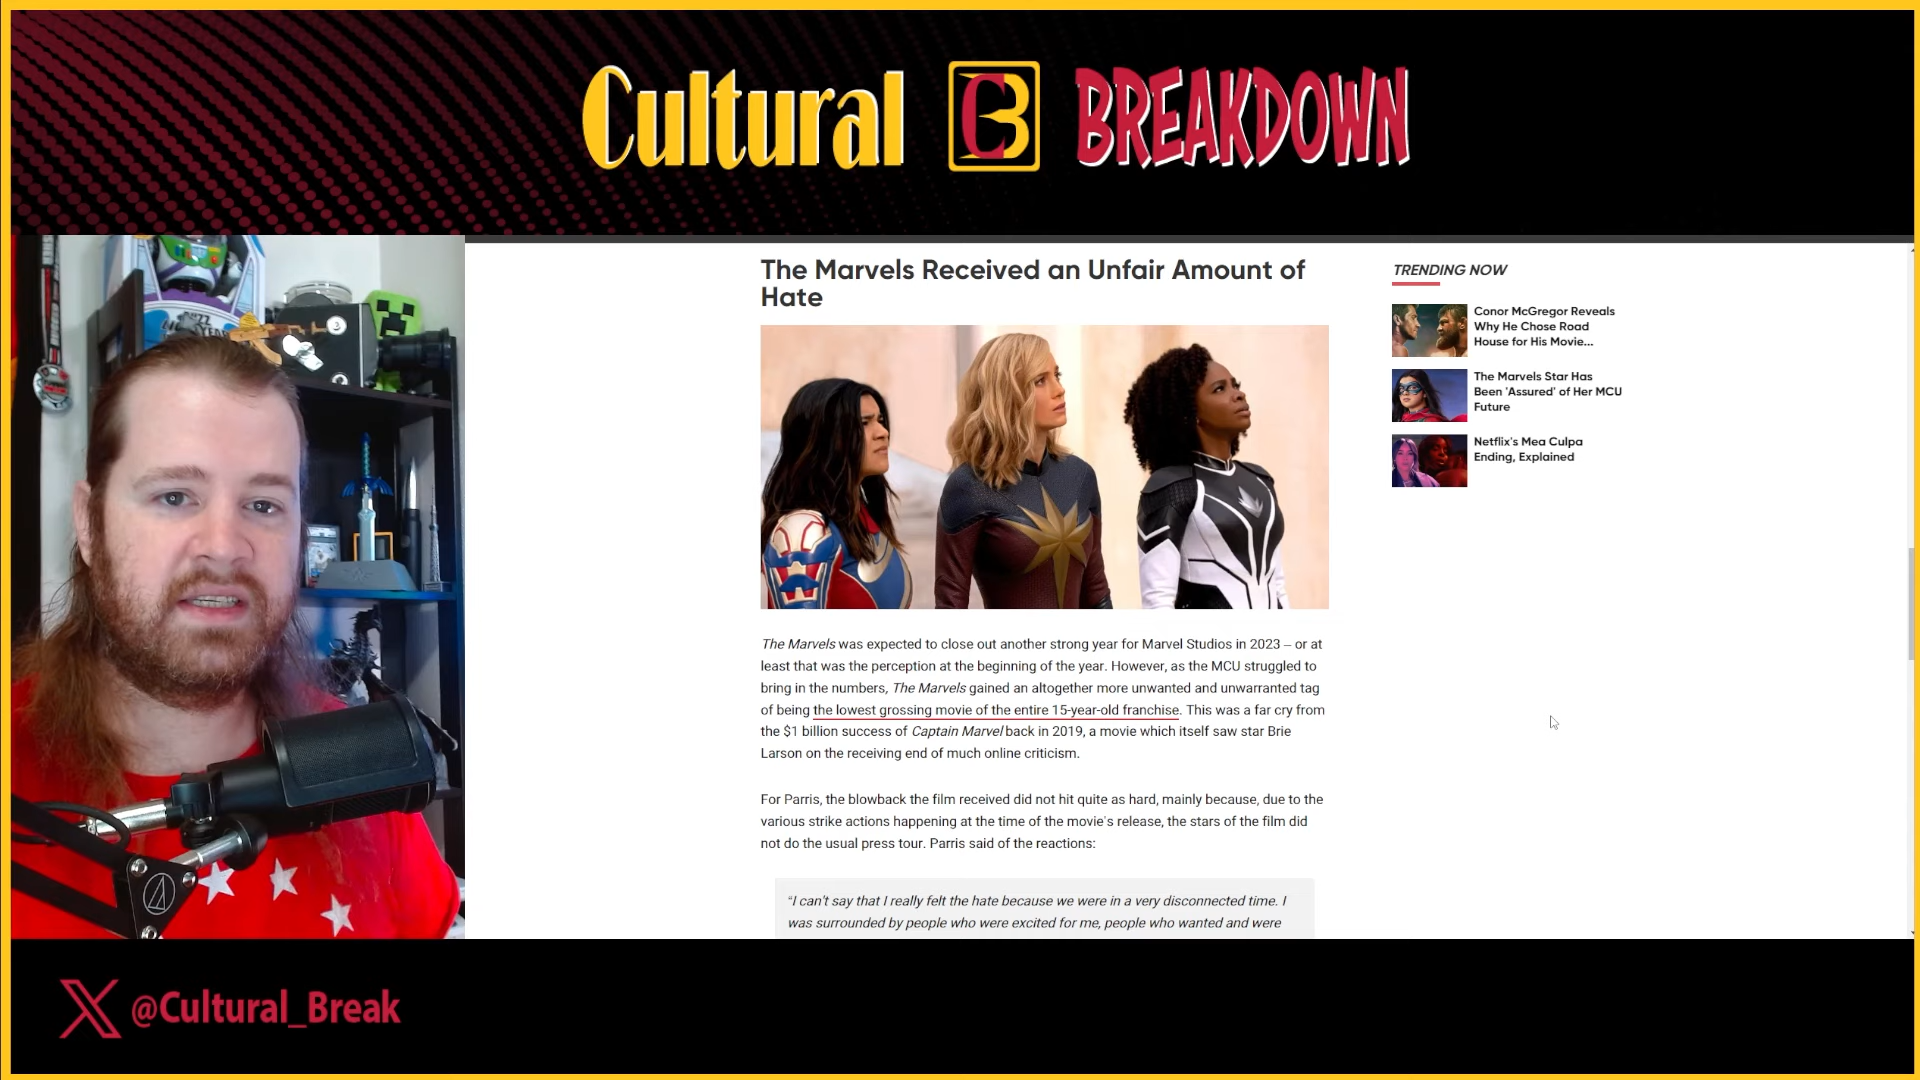 Cultural CB BREAKDOWN
BUZZ
LIGHTYEAR
The Marvels Received an Unfair Amount of
Hate
The Marvels was expected to close out another strong year for Marvel Studios in 2023 – or at
least that was the perception at the beginning of the year. However, as the MCU struggled to
bring in the numbers, The Marvels gained an altogether more unwanted and unwarranted tag
of being the lowest grossing movie of the entire 15-year-old franchise. This was a far cry from
the $1 billion success of Captain Marvel back in 2019, a movie which itself saw star Brie
Larson on the receiving end of much online criticism.
For Parris, the blowback the film received did not hit quite as hard, mainly because, due to the
various strike actions happening at the time of the movie's release, the stars of the film did
not do the usual press tour. Parris said of the reactions:
“I can't say that I really felt the hate because we were in a very disconnected time. I
was surrounded by people who were excited for me, people who wanted and were
TRENDING NOW
Conor McGregor Reveals
Why He Chose Road
House for His Movie...
The Marvels Star Has
Been 'Assured' of Her MCU
Future
Netflix's Mea Culpa
Ending, Explained
X @Cultural_Break